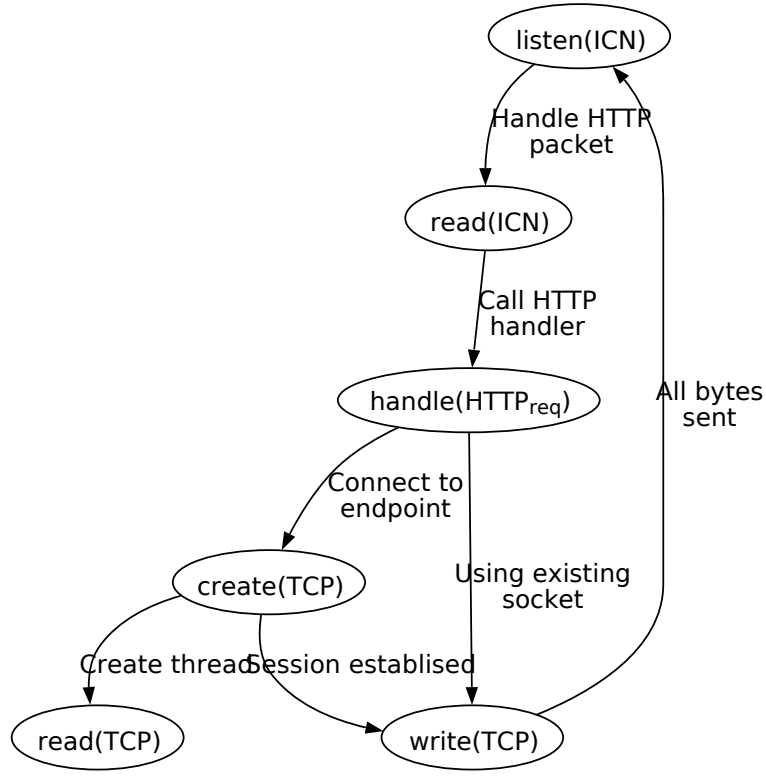 listen(ICN)
Handle HTTP
packet
read(ICN)
Call HTTP
handler
handle(HTTPreq)
All bytes
sent
Connect to
endpoint
create(TCP)
Using existing
socket
Create thread
Session establised
read(TCP)
write(TCP)